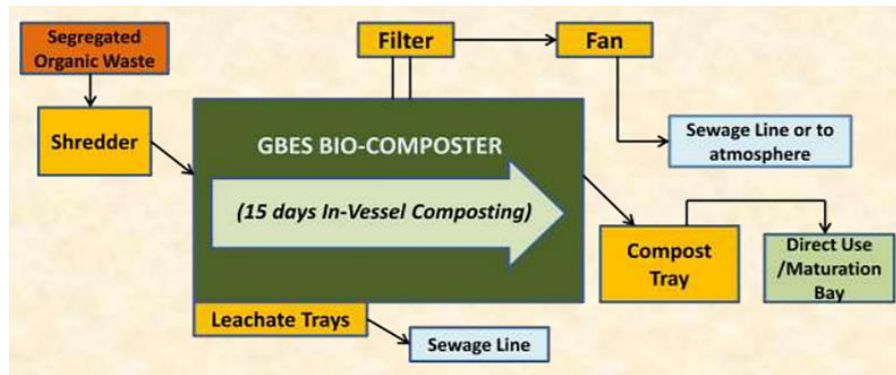 Segregated
Organic Waste
Filter
Fan
Shredder
GBES BIO-COMPOSTER
Sewage Line or to
atmosphere
(15 days In-Vessel Composting)
Compost
Tray
Direct Use
/Maturation
Bay
Leachate Trays
Sewage Line